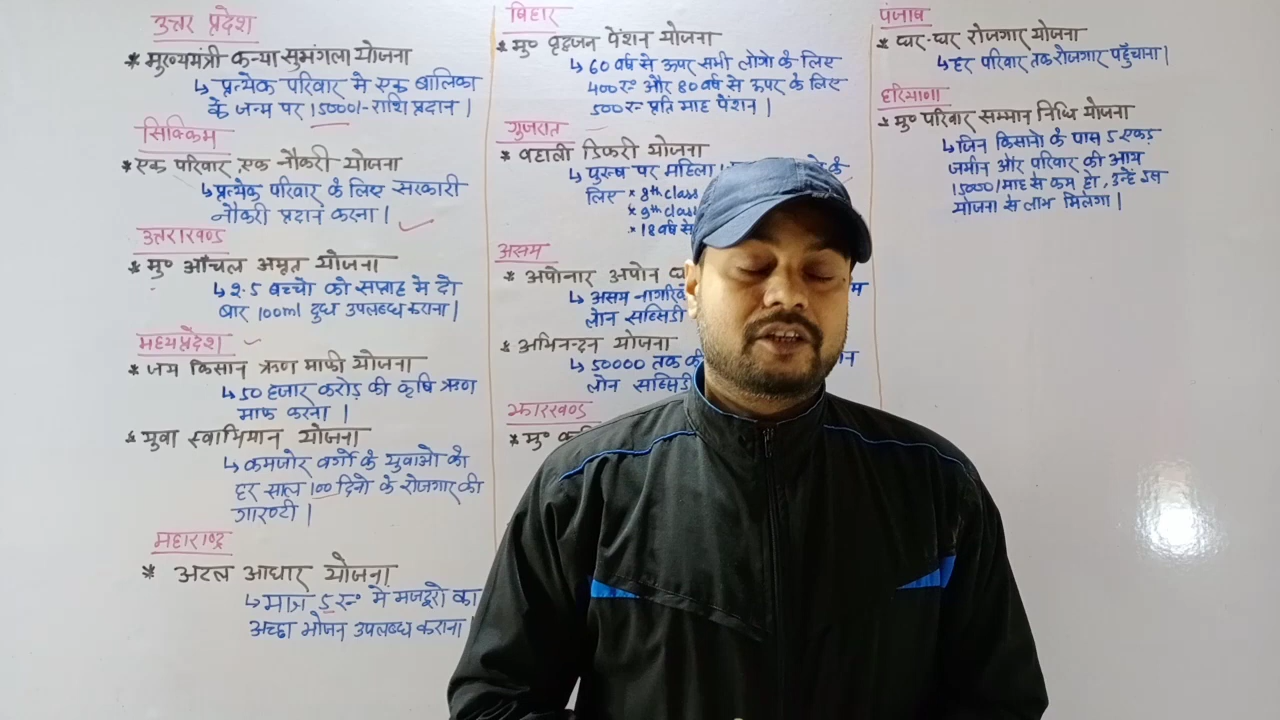 उत्तर प्रदेश
* मुख्यमंत्री कन्या सुमंगला योजना
↳ प्रत्येक परिवार मे एक बालिका
के जन्म पर 15000/- राशि प्रदान |
सिक्किम
* एक परिवार एक नौकरी योजना
↳ प्रत्येक परिवार के लिए सरकारी
नौकरी प्रदान करना |
उत्तराखण्ड
* मु० आँचल अमृत योजना
↳ 2.5 बच्चो को सप्ताह मे दो
बार 100ml दुध उपलब्ध कराना |
मध्यप्रदेश
* जय किसान ऋण माफी योजना
↳ 50 हजार करोड़ की कृषि ऋण
माफ करना |
* युवा स्वाभिमान योजना
↳ कमजोर वर्गो के युवाओ को
हर साल 100 दिनो के रोजगार की
गारण्टी |
महाराष्ट्र
* अटल आधार योजना
↳ मात्र 5 रु० में मजदूरो का
अच्छा भोजन उपलब्ध कराना |
बिहार
* मु० वृद्धजन पेंशन योजना
↳ 60 वर्ष से ऊपर सभी लोगो के लिए
400 रु० और 80 वर्ष से ऊपर के लिए
500 रु० प्रति माह पेंशन |
गुजरात
* वहाली डिकरी योजना
↳ पुरुष पर महिला के
लिए * 8th class
* 9th class
* 18 वर्ष से
असम
* अपोनार अपोन
↳ असम
लोन सब्सिडी
* अभिनन्दन योजना
↳ 50000 तक की
लोन सब्सिडी
झारखण्ड
* मु०
पंजाब
* घर-घर रोजगार योजना
↳ हर परिवार तक रोजगार पहुँचाना |
हरियाणा
* मु० परिवार सम्मान निधि योजना
↳ जिन किसानो के पास 5 एकड़
जमीन और परिवार की आय
15000/माह से कम हो, उन्हें इस
योजना से लाभ मिलेगा |